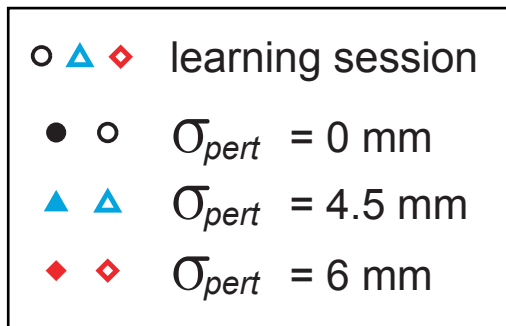 learning session
σpert = 0 mm
σpert = 4.5 mm
σpert = 6 mm